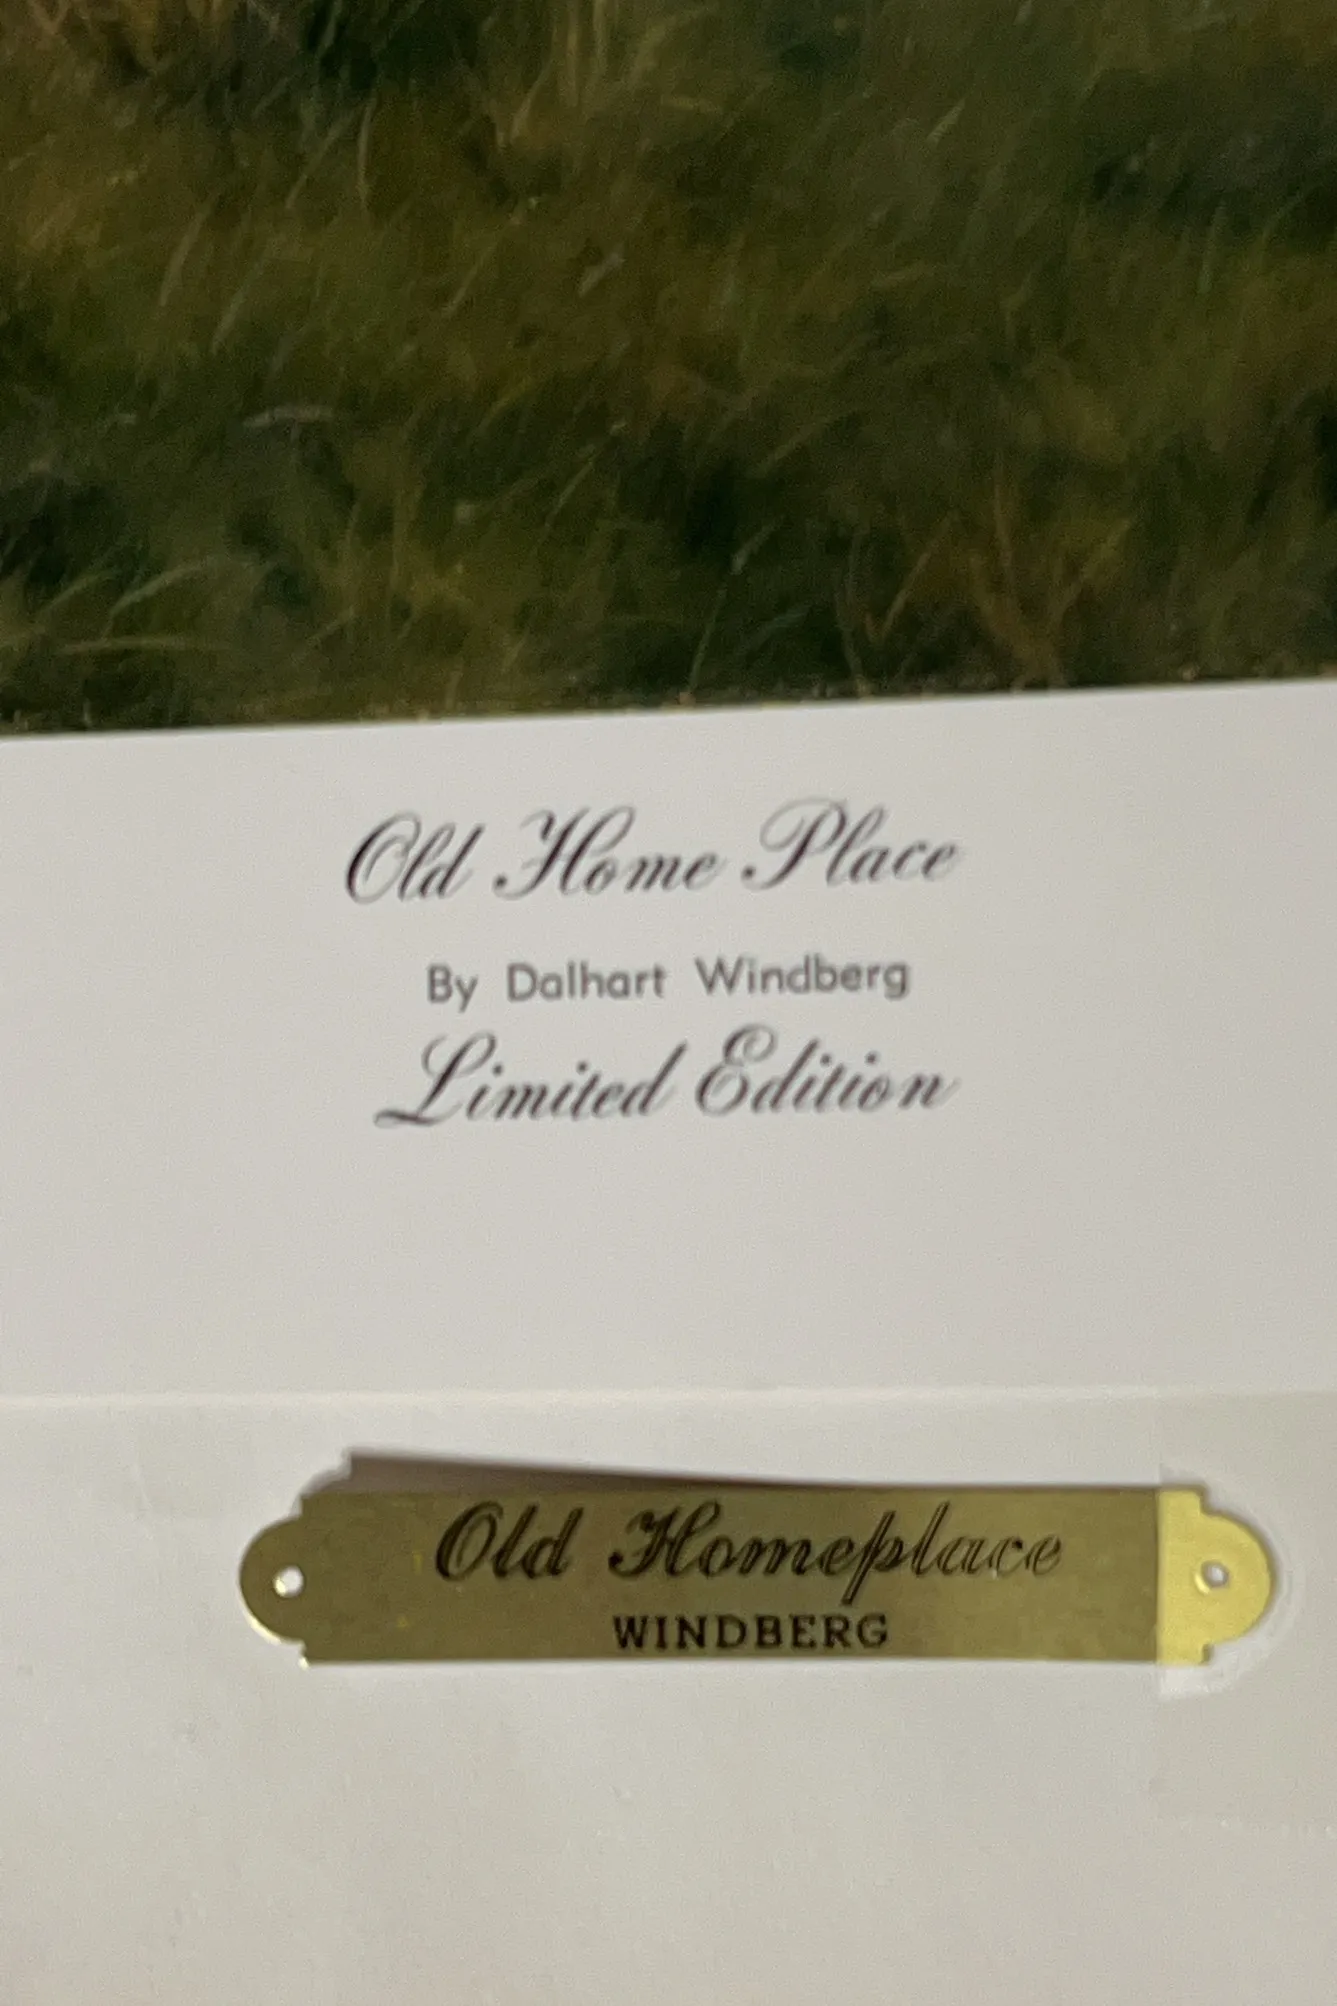 Old Home Place
By Dalhart Windberg
Limited Edition
Old Homeplace
WINDBERG